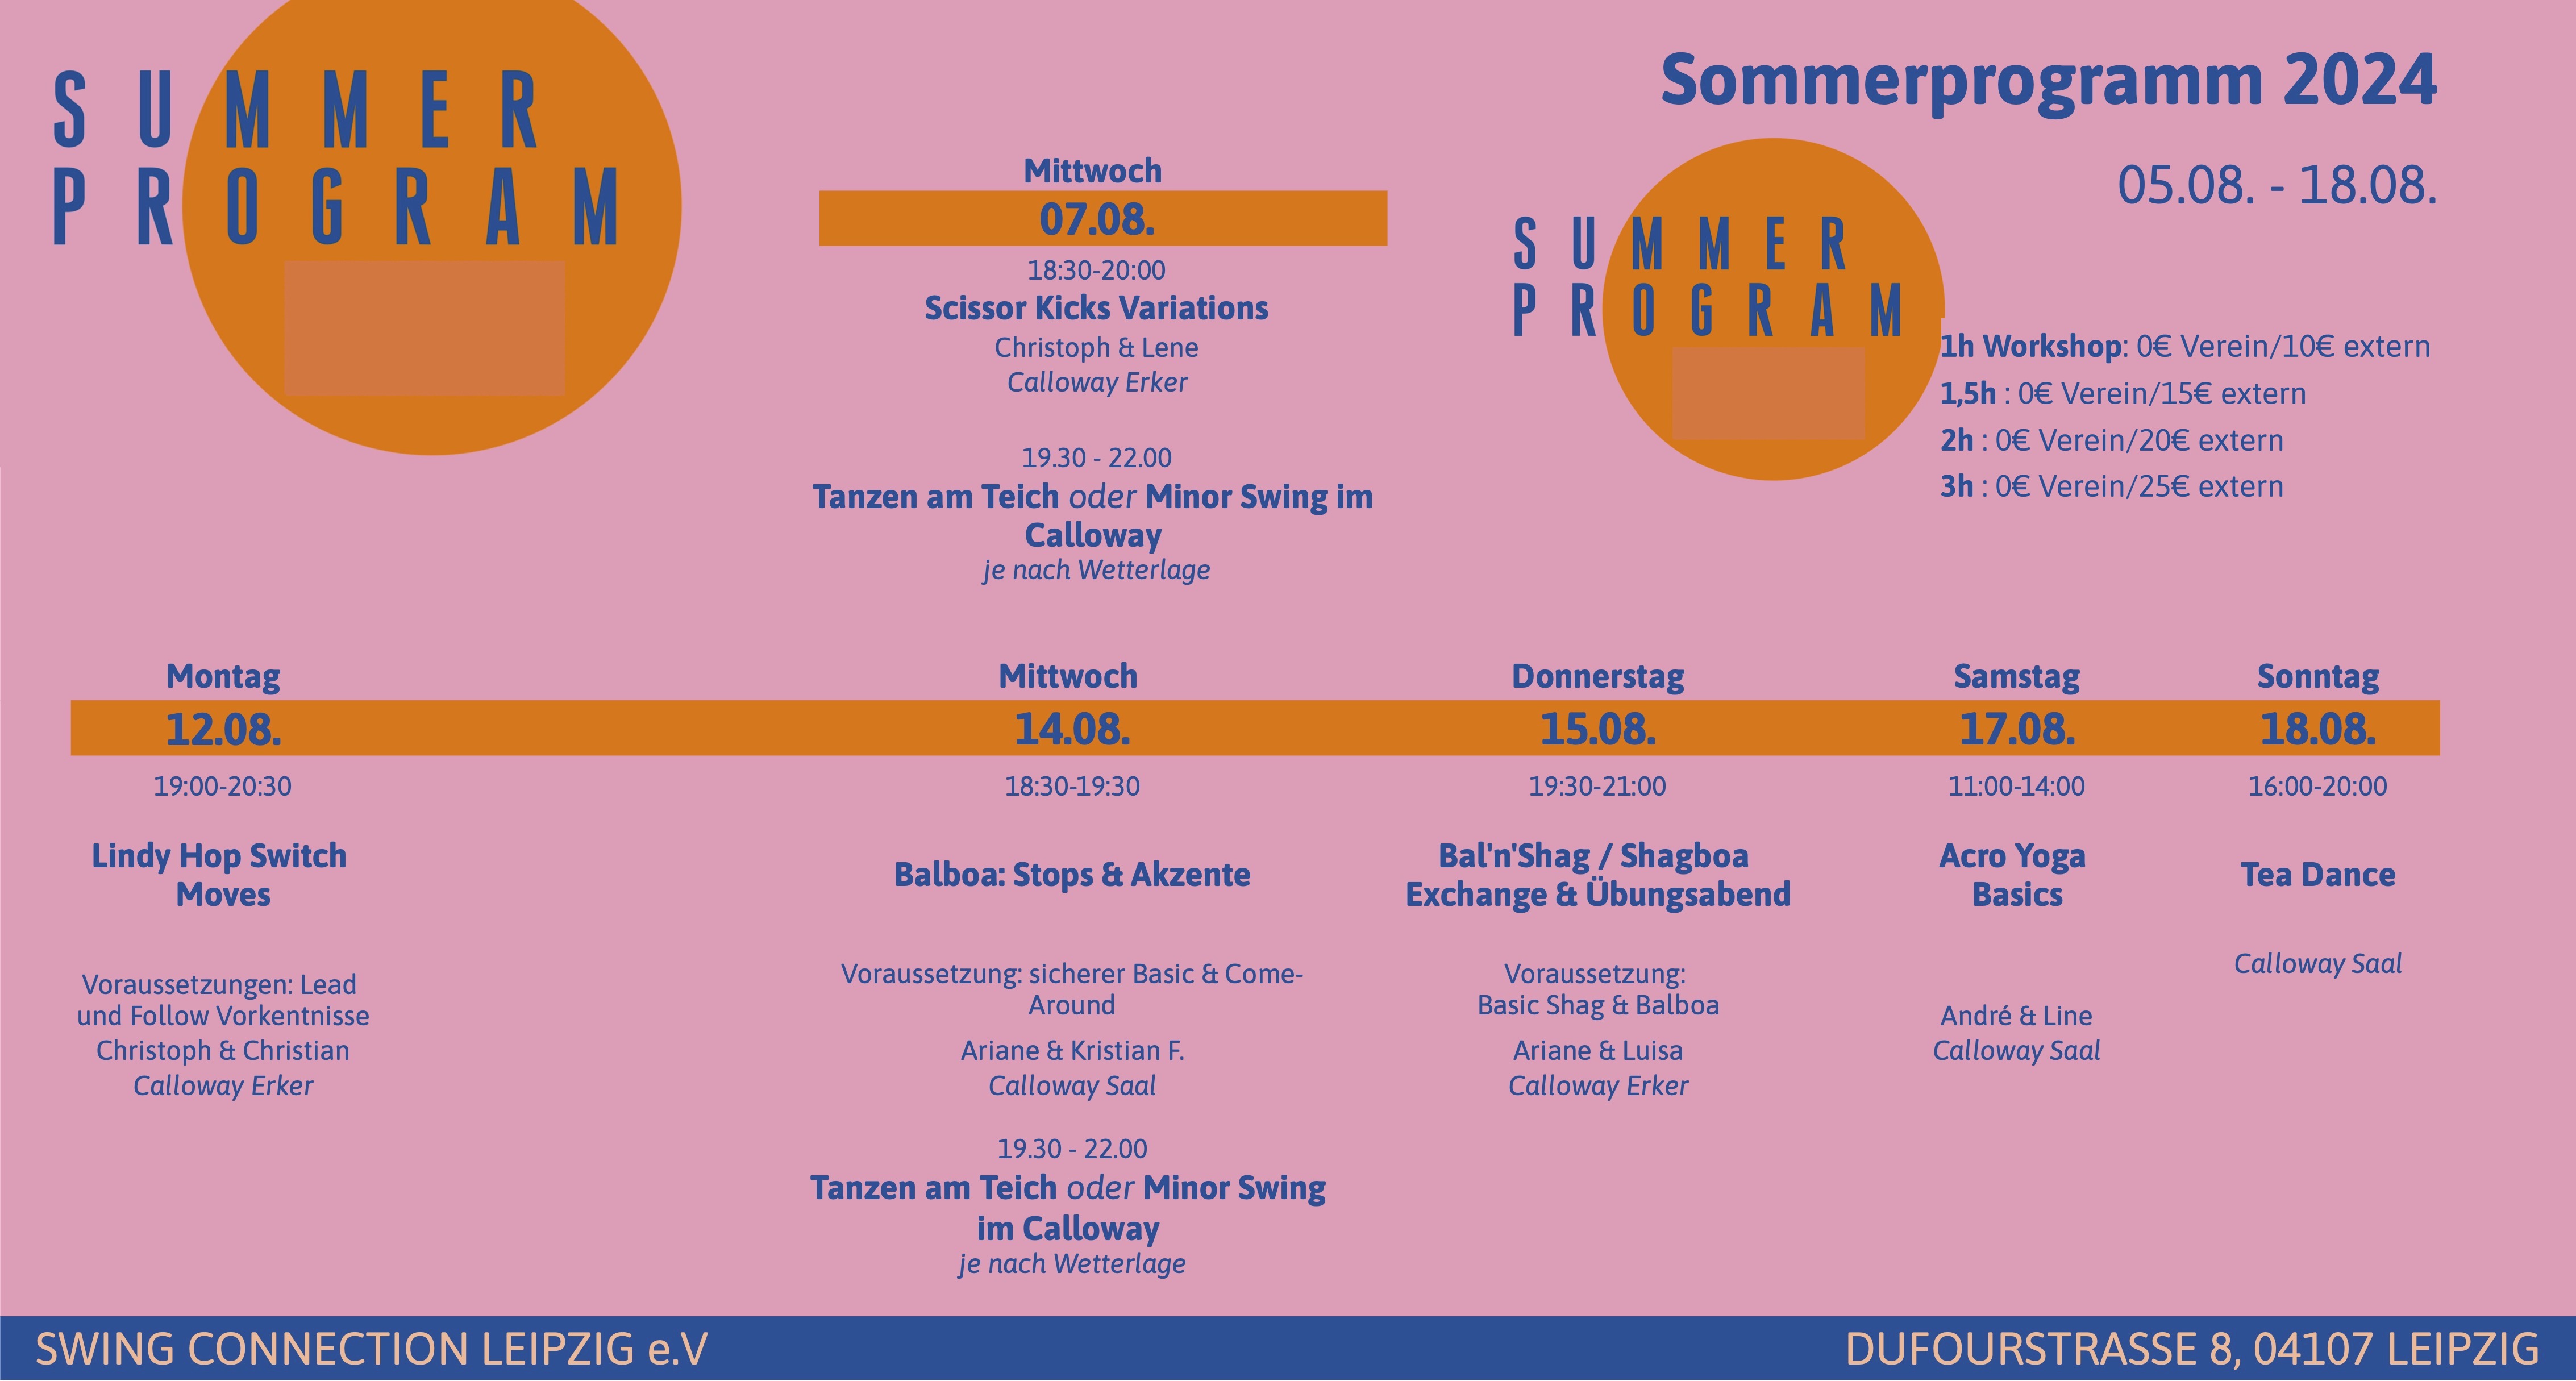 SUMMER
PROGRAM
Mittwoch
07.08.
18:30-20:00
Scissor Kicks Variations
Christoph & Lene
Calloway Erker
19.30 - 22.00
Tanzen am Teich oder Minor Swing im
Calloway
je nach Wetterlage
Sommerprogramm 2024
05.08. - 18.08.
SUMMER
PROGRAM
1h Workshop: 0€ Verein/10€ extern
1,5h : 0€ Verein/15€ extern
2h : 0€ Verein/20€ extern
3h : 0€ Verein/25€ extern
Montag
12.08.
19:00-20:30
Lindy Hop Switch
Moves
Voraussetzungen: Lead
und Follow Vorkentnisse
Christoph & Christian
Calloway Erker
Mittwoch
14.08.
18:30-19:30
Balboa: Stops & Akzente
Voraussetzung: sicherer Basic & Come-
Around
Ariane & Kristian F.
Calloway Saal
19.30 - 22.00
Tanzen am Teich oder Minor Swing
im Calloway
je nach Wetterlage
Donnerstag
15.08.
19:30-21:00
Bal'n'Shag / Shagboa
Exchange & Übungsabend
Voraussetzung:
Basic Shag & Balboa
Ariane & Luisa
Calloway Erker
Samstag
17.08.
11:00-14:00
Acro Yoga
Basics
André & Line
Calloway Saal
Sonntag
18.08.
16:00-20:00
Tea Dance
Calloway Saal
SWING CONNECTION LEIPZIG e.V
DUFOURSTRASSE 8, 04107 LEIPZIG